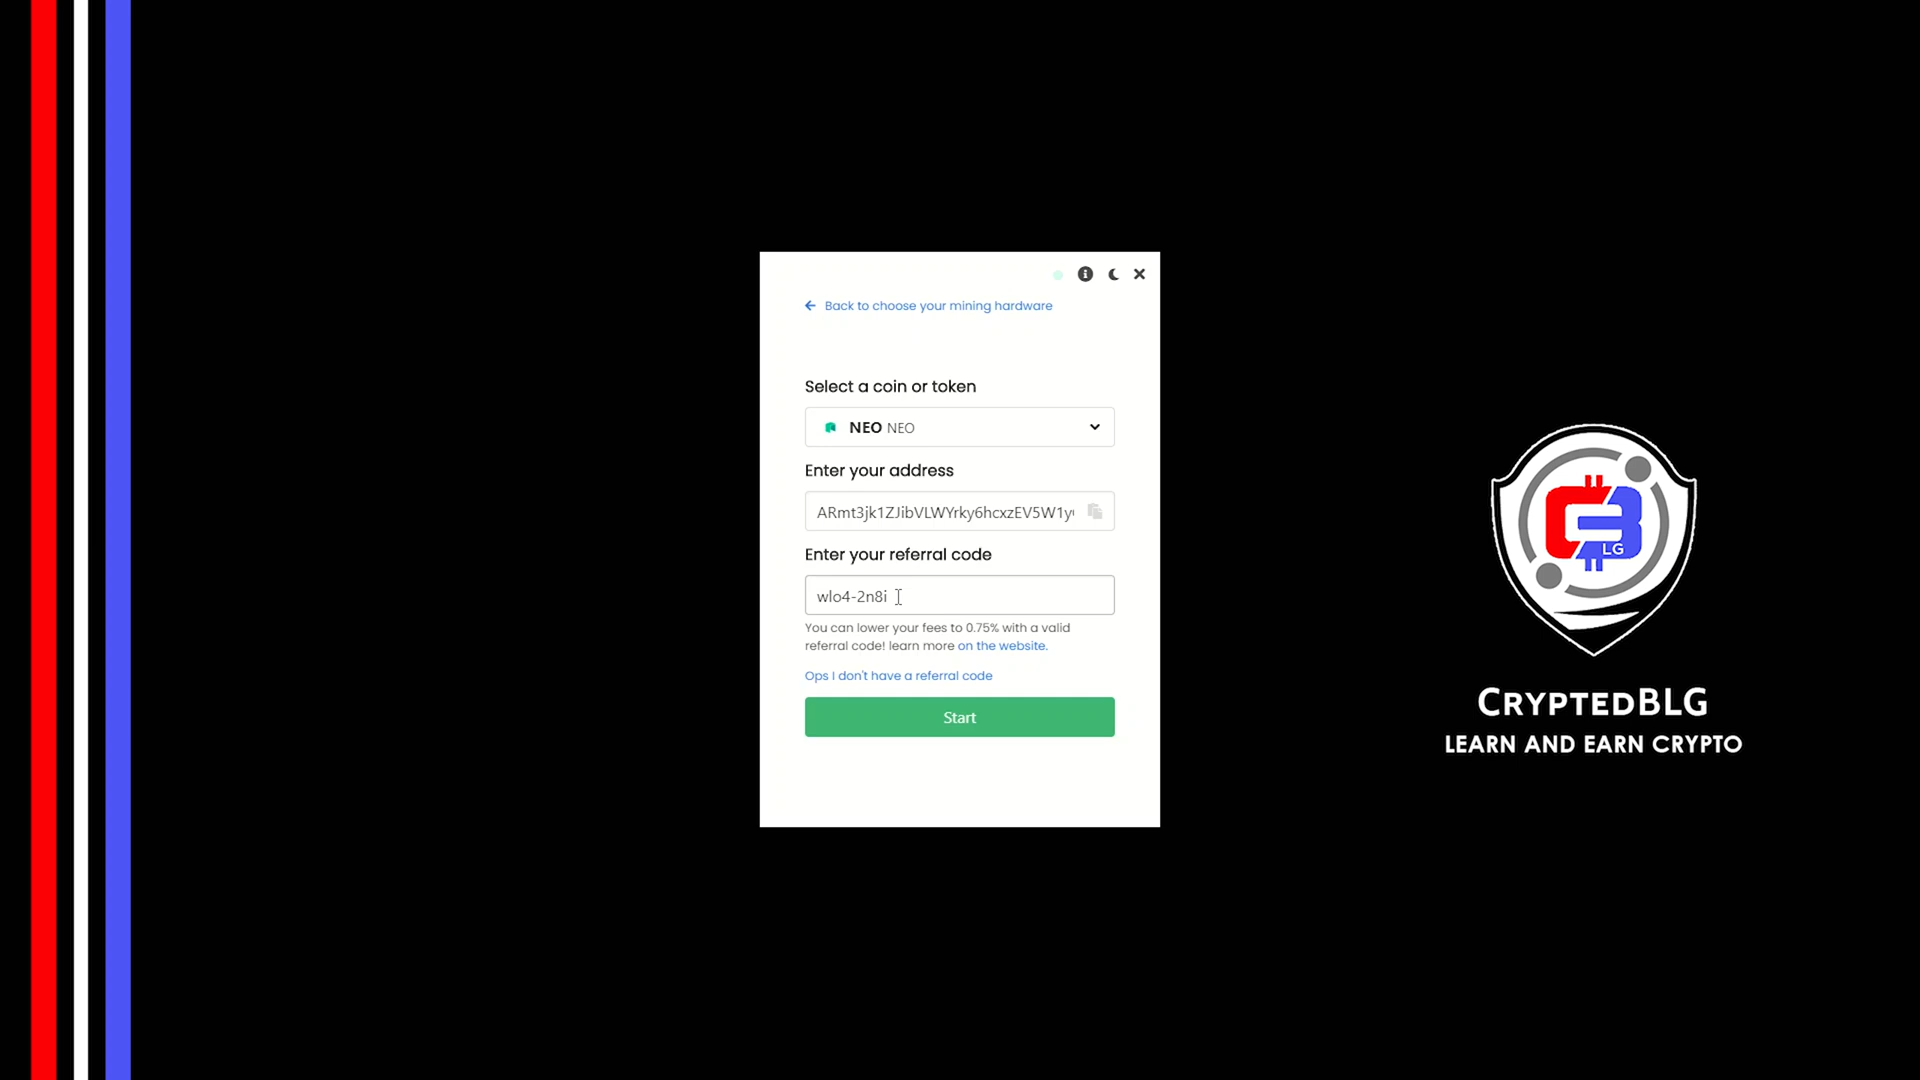 Back to choose your mining hardware
Select a coin or token
NEO NEO
Enter your address
ARmt3jk1ZJibVLWYrky6hcxzEV5W1y
Enter your referral code
wlo4-2n8i
You can lower your fees to 0.75% with a valid
referral code! learn more on the website.
Ops I don't have a referral code
Start
CB
LG
CRYPTEDBLG
LEARN AND EARN CRYPTO